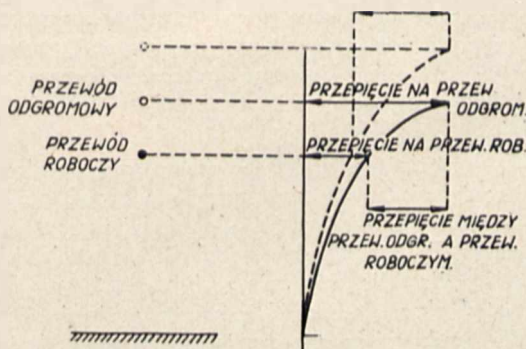 PRZEWÓD
ODGROMOWY
PRZEPIĘCIE NA PRZEW
ODGROM.
PRZEWÓD
ROBOCZY
PRZEPIĘCIE NA PRZEW. ROB.
PRZEPIĘCIE MIĘDZY
PRZEW. ODGR. A PRZEW.
ROBOCZYM.